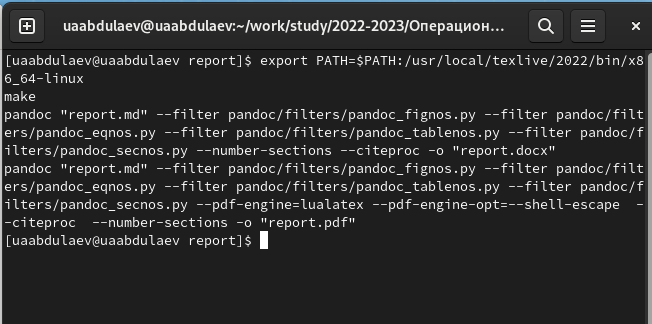 uaabdulaev@uaabdulaev:~/work/study/2022-2023/Операцион...
[uaabdulaev@uaabdulaev report]$ export PATH=$PATH:/usr/local/texlive/2022/bin/x8
6_64-linux
make
pandoc "report.md" --filter pandoc/filters/pandoc_fignos.py --filter pandoc/filt
ers/pandoc_eqnos.py --filter pandoc/filters/pandoc_tablenos.py --filter pandoc/f
ilters/pandoc_secnos.py --number-sections --citeproc -o "report.docx"
pandoc "report.md" --filter pandoc/filters/pandoc_fignos.py --filter pandoc/filt
ers/pandoc_eqnos.py --filter pandoc/filters/pandoc_tablenos.py --filter pandoc/f
ilters/pandoc_secnos.py --pdf-engine=lualatex --pdf-engine-opt=--shell-escape  -
-citeproc  --number-sections -o "report.pdf"
[uaabdulaev@uaabdulaev report]$